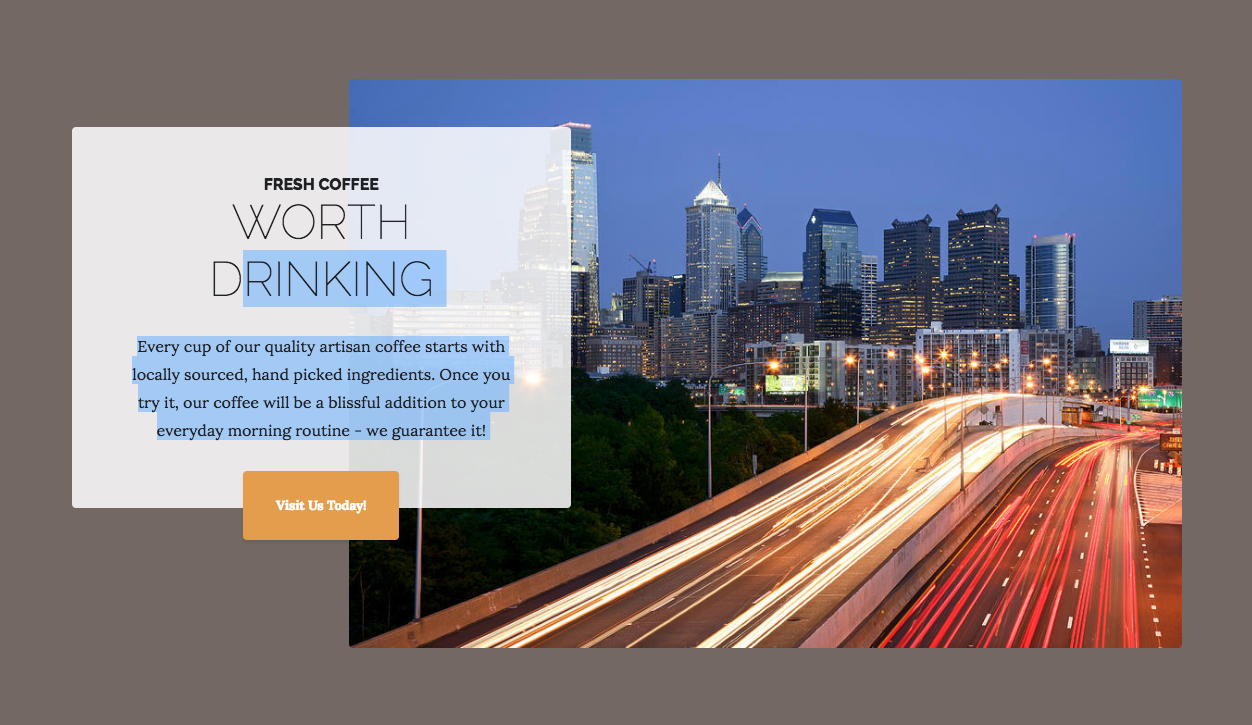 FRESH COFFEE
WORTH
DRINKING
Every cup of our quality artisan coffee starts with
locally sourced, hand picked ingredients. Once you
try it, our coffee will be a blissful addition to your
everyday morning routine - we guarantee it!
Visit Us Today!